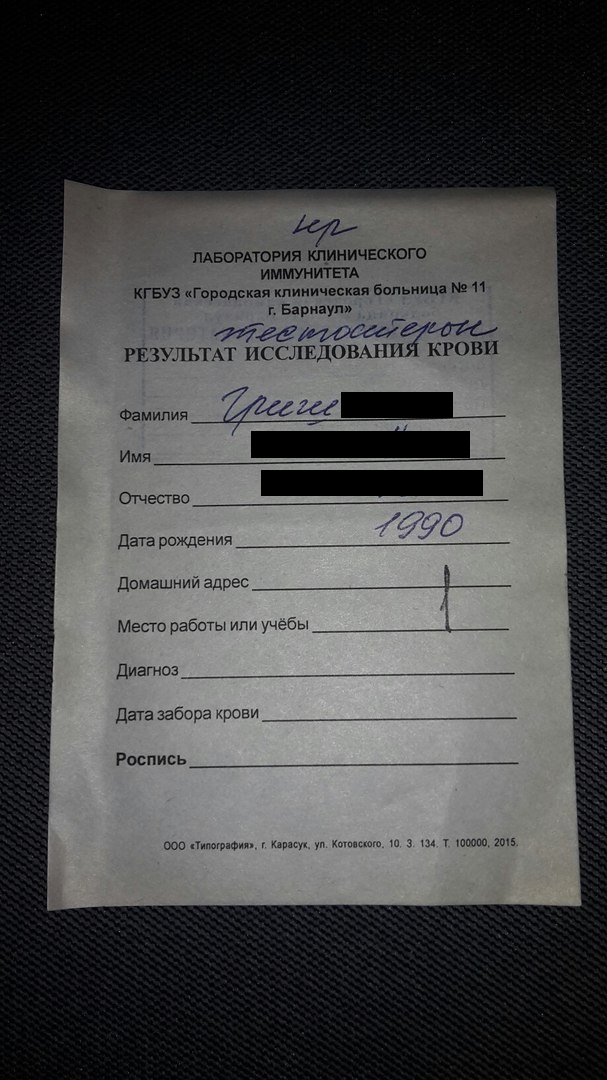 нр
ЛАБОРАТОРИЯ КЛИНИЧЕСКОГО
ИММУНИТЕТА
КГБУЗ «Городская клиническая больница № 11
г. Барнаул»
тестостерон
РЕЗУЛЬТАТ ИССЛЕДОВАНИЯ КРОВИ
Фамилия
Имя
Отчество
Дата рождения 1990
Домашний адрес
Место работы или учёбы
Диагноз
Дата забора крови
Роспись
ООО «Типография», г. Карасук, ул. Котовского, 10. З. 134. Т. 100000, 2015.